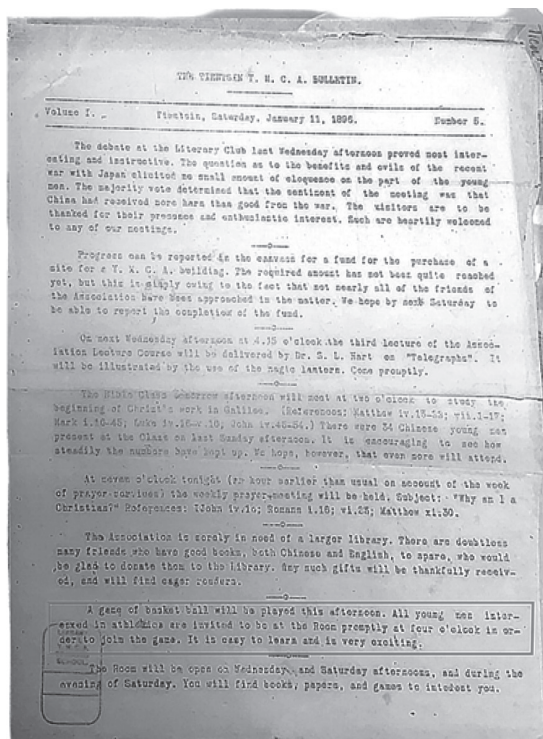 THE TIENTSIN Y. M. C. A. BULLETIN.
Volume I. Tientsin, Saturday, January 11, 1896. Number 5.
The debate at the Literary Club last Wednesday afternoon proved most inter-
esting and instructive. The question as to the benefits and evils of the recent
war with Japan elicited no small amount of eloquence on the part of the young
men. The majority vote determined that the sentiment of the meeting was that
China had received more harm than good from the war. The visitors are to be
thanked for their presence and enthusiastic interest. Such are heartily welcomed
to any of our meetings.
Progress can be reported in the canvass for a fund for the purchase of a
site for a Y. M. C. A. building. The required amount has not been quite reached
yet, but this is simply owing to the fact that not nearly all of the friends of
the Association have been approached in the matter. We hope by next Saturday to
be able to report the completion of the fund.
On next Wednesday afternoon at 4.15 o'clock the third lecture of the Assoc-
iation Lecture Course will be delivered by Dr. S. L. Hart on "Telegraphs". It
will be illustrated by the use of the magic lantern. Come promptly.
The Bible Class tomorrow afternoon will meet at two o'clock to study the
beginning of Christ's work in Galilee. (References: Matthew iv.13-22; vii.1-17;
Mark 1.16-45; Luke iv.16-v.10; John iv.46-54.) There were 34 Chinese young men
present at the Class on last Sunday afternoon. It is encouraging to see how
steadily the numbers have kept up. We hope, however, that even more will attend.
At seven o'clock tonight (an hour earlier than usual on account of the week
of prayer services) the weekly prayer meeting will be held. Subject: "Why am I a
Christian?" References: John iv.10; Romans i.16; vi.23; Matthew xi.30.
The Association is sorely in need of a larger library. There are doubtless
many friends who have good books, both Chinese and English, to spare, who would
be glad to donate them to the Library. Any such gifts will be thankfully receiv-
ed, and will find eager readers.
A game of basket ball will be played this afternoon. All young men inter-
ested in athletics are invited to be at the Room promptly at four o'clock in or-
der to join the game. It is easy to learn and is very exciting.
The Room will be open on Wednesday and Saturday afternoons, and during the
evening of Saturday. You will find books, papers, and games to interest you.
LIBRARY
SCHOOL